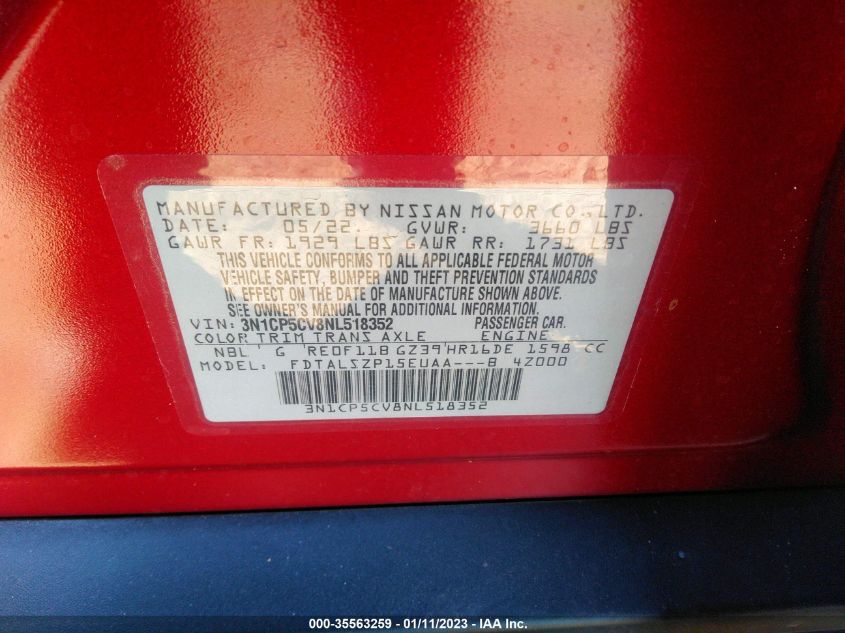 MANUFACTURED BY NISSAN MOTOR CO., LTD.
DATE: 05/22 GVWR: 3660 LBS
GAWR FR: 1929 LBS GAWR RR: 1731 LBS
THIS VEHICLE CONFORMS TO ALL APPLICABLE FEDERAL MOTOR
VEHICLE SAFETY, BUMPER AND THEFT PREVENTION STANDARDS
IN EFFECT ON THE DATE OF MANUFACTURE SHOWN ABOVE.
SEE OWNER'S MANUAL FOR ADDITIONAL INFORMATION.
VIN: 3N1CP5CV8NL518352 PASSENGER CAR
COLOR TRIM TRANS AXLE ENGINE
NBL ' G 'RE0F11B GZ39'HR16DE 1598 CC
MODEL: FDTALSZP15EUAA---B 4Z000
3N1CP5CV8NL518352
000-35563259 - 01/11/2023 - IAA Inc.